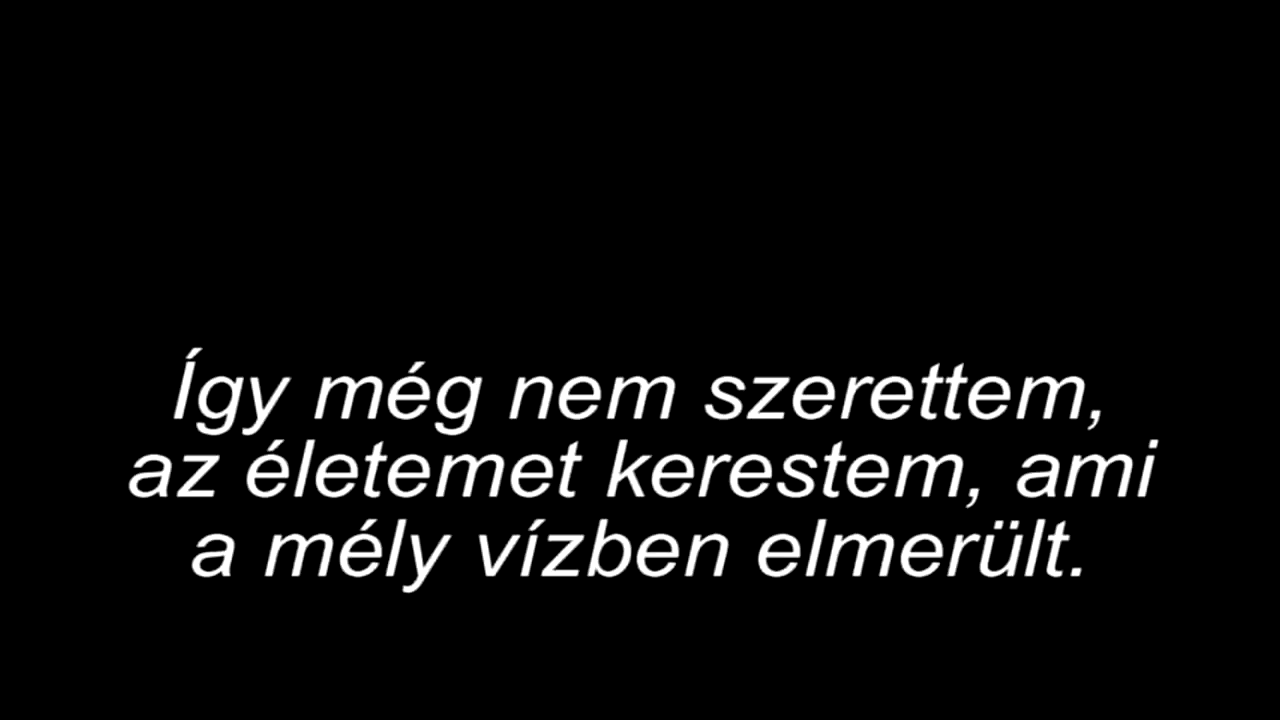 Így még nem szerettem,
az életemet kerestem, ami
a mély vízben elmerült.